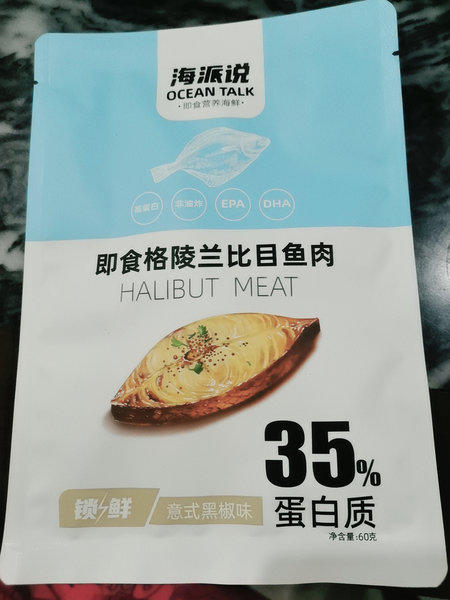 海派说
OCEAN TALK
·即食营养海鲜·
高蛋白 非油炸 EPA DHA
即食格陵兰比目鱼肉
HALIBUT MEAT
35%
蛋白质
锁鲜 意式黑椒味
净含量:60克